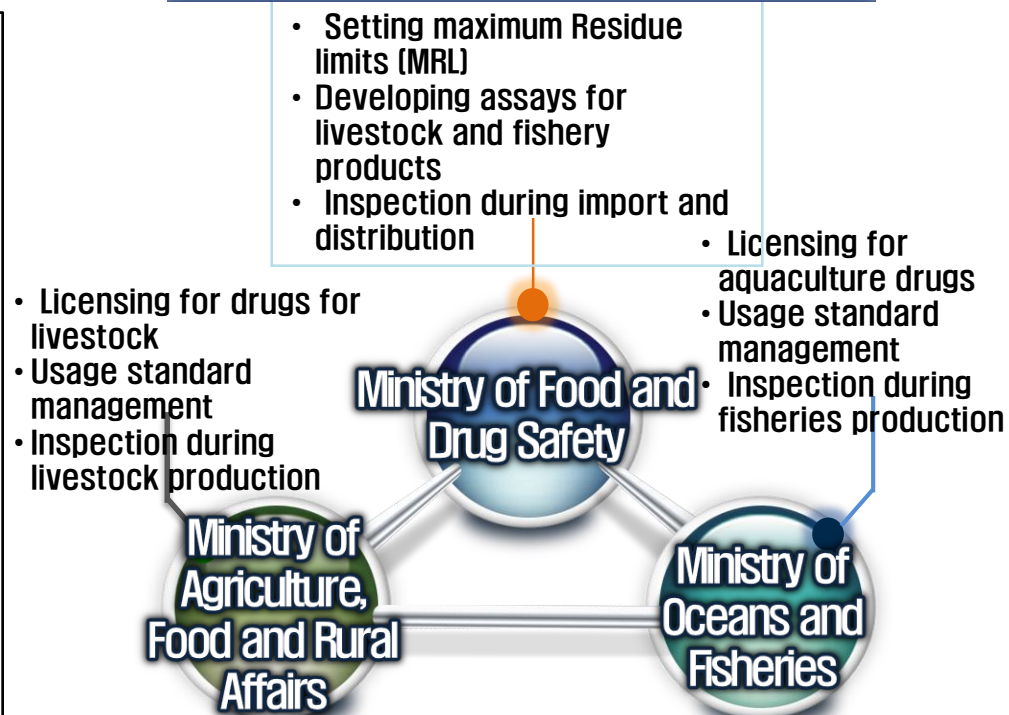 • Setting maximum Residue
limits (MRL)
• Developing assays for
livestock and fishery
products
• Inspection during import and
distribution
• Licensing for
aquaculture drugs
• Usage standard
management
• Inspection during
fisheries production
• Licensing for drugs for
livestock
• Usage standard
management
• Inspection during
livestock production
Ministry of Food and
Drug Safety
Ministry of
Agriculture,
Food and Rural
Affairs
Ministry of
Oceans and
Fisheries